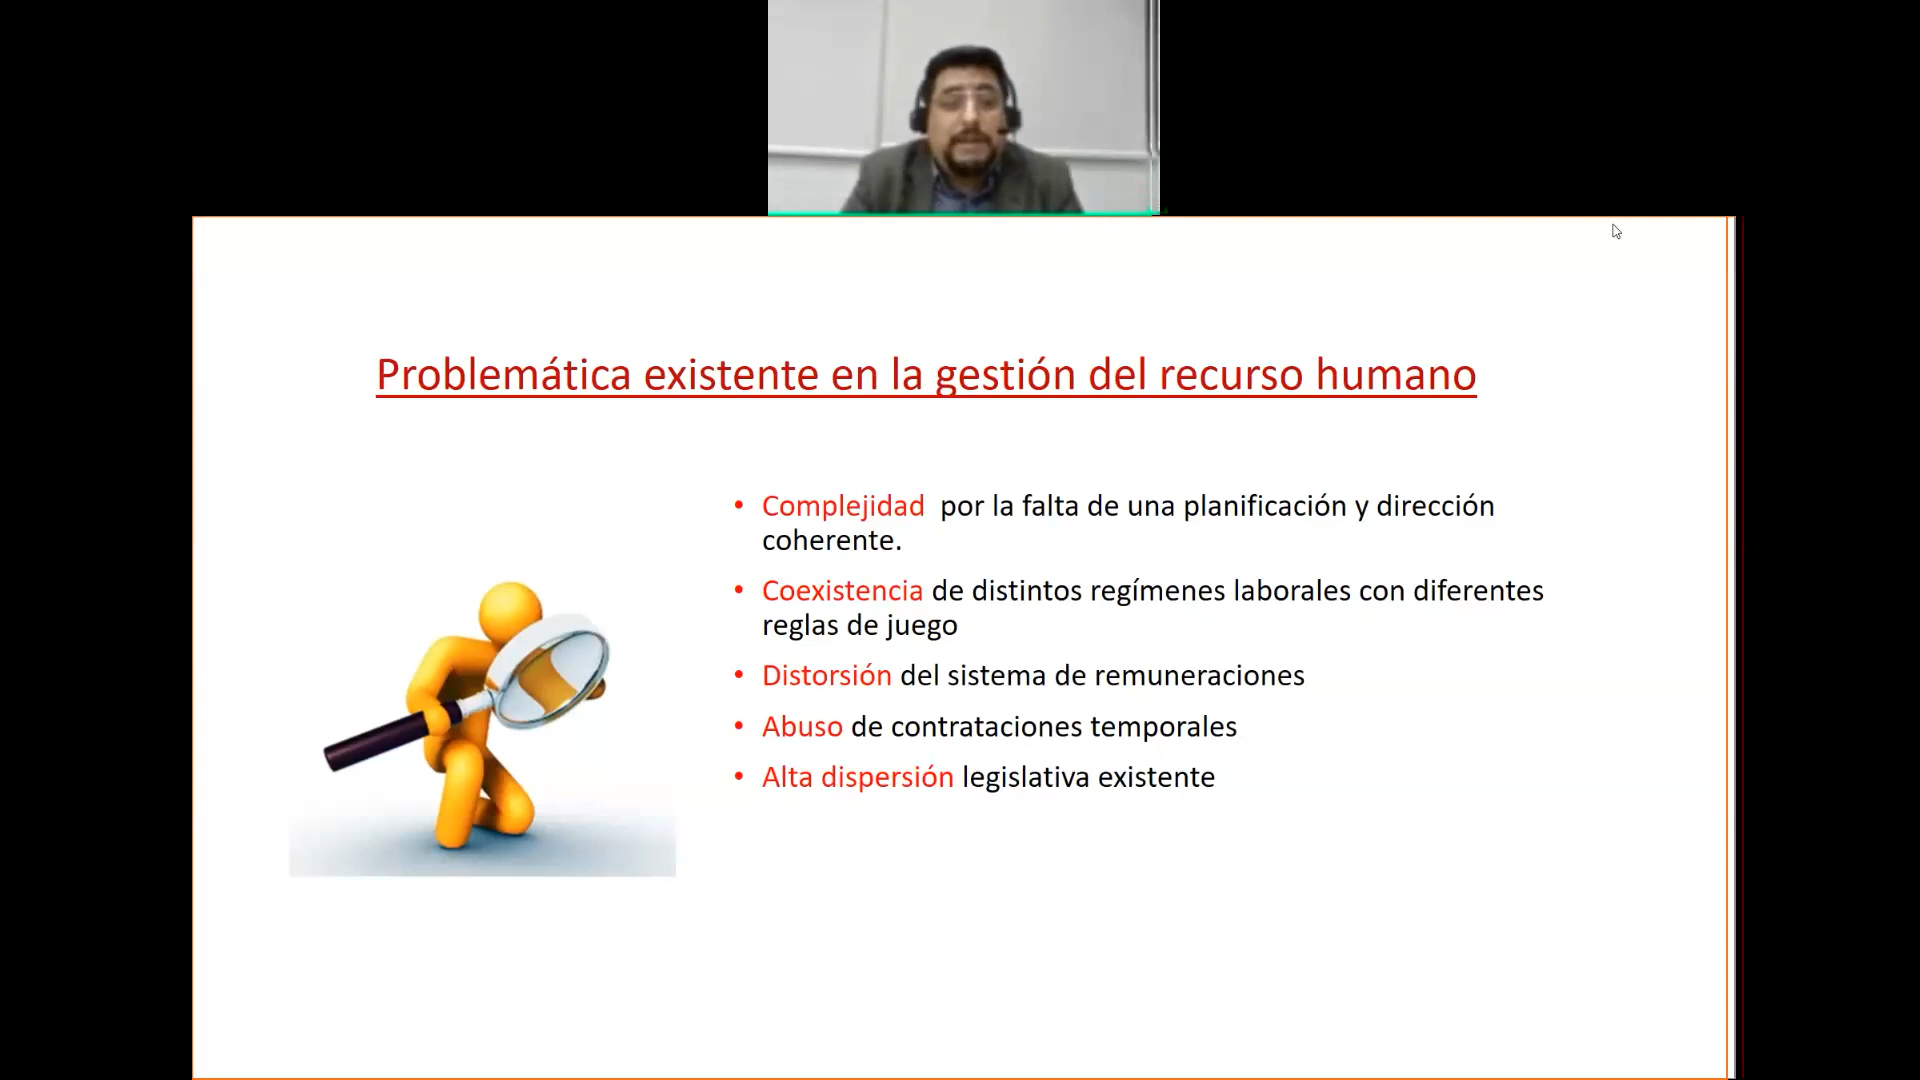 Problemática existente en la gestión del recurso humano
• Complejidad por la falta de una planificación y dirección
coherente.
• Coexistencia de distintos regímenes laborales con diferentes
reglas de juego
• Distorsión del sistema de remuneraciones
• Abuso de contrataciones temporales
• Alta dispersión legislativa existente